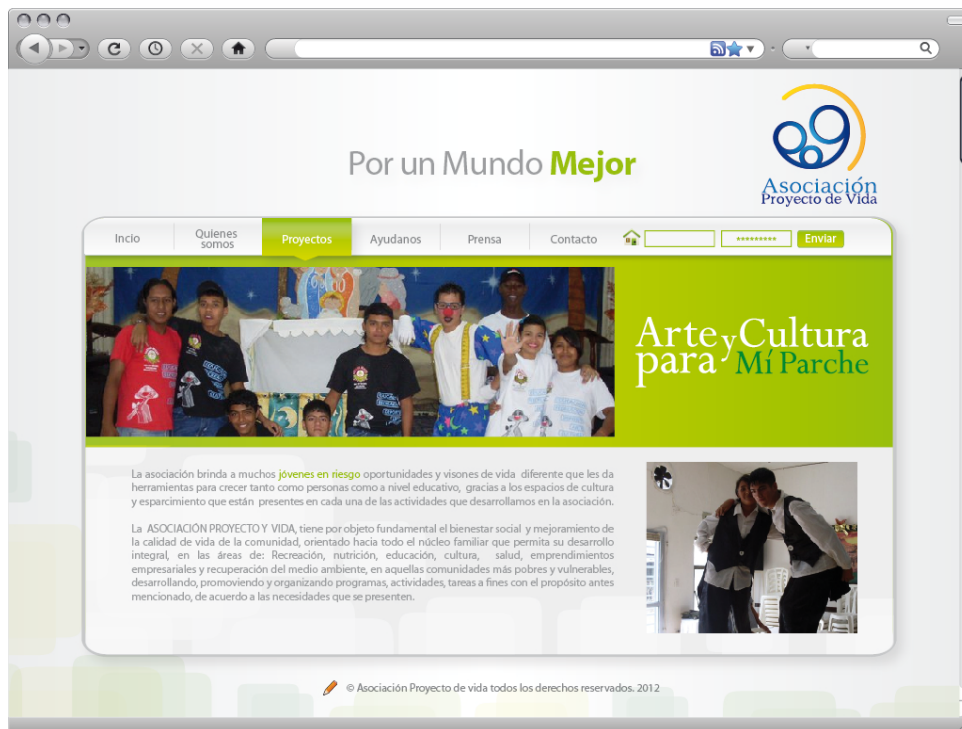 Por un Mundo Mejor
Asociación
Proyecto de Vida
Incio
Quienes
somos
Proyectos
Ayudanos
Prensa
Contacto
*********
Enviar
Arte y Cultura
para Mí Parche
La asociación brinda a muchos jóvenes en riesgo oportunidades y visones de vida diferente que les da
herramientas para crecer tanto como personas como a nivel educativo, gracias a los espacios de cultura
y esparcimiento que están presentes en cada una de las actividades que desarrollamos en la asociación.
La ASOCIACIÓN PROYECTO Y VIDA, tiene por objeto fundamental el bienestar social y mejoramiento de
la calidad de vida de la comunidad, orientado hacia todo el núcleo familiar que permita su desarrollo
integral, en las áreas de: Recreación, nutrición, educación, cultura, salud, emprendimientos
empresariales y recuperación del medio ambiente, en aquellas comunidades más pobres y vulnerables,
desarrollando, promoviendo y organizando programas, actividades, tareas a fines con el propósito antes
mencionado, de acuerdo a las necesidades que se presenten.
© Asociación Proyecto de vida todos los derechos reservados. 2012